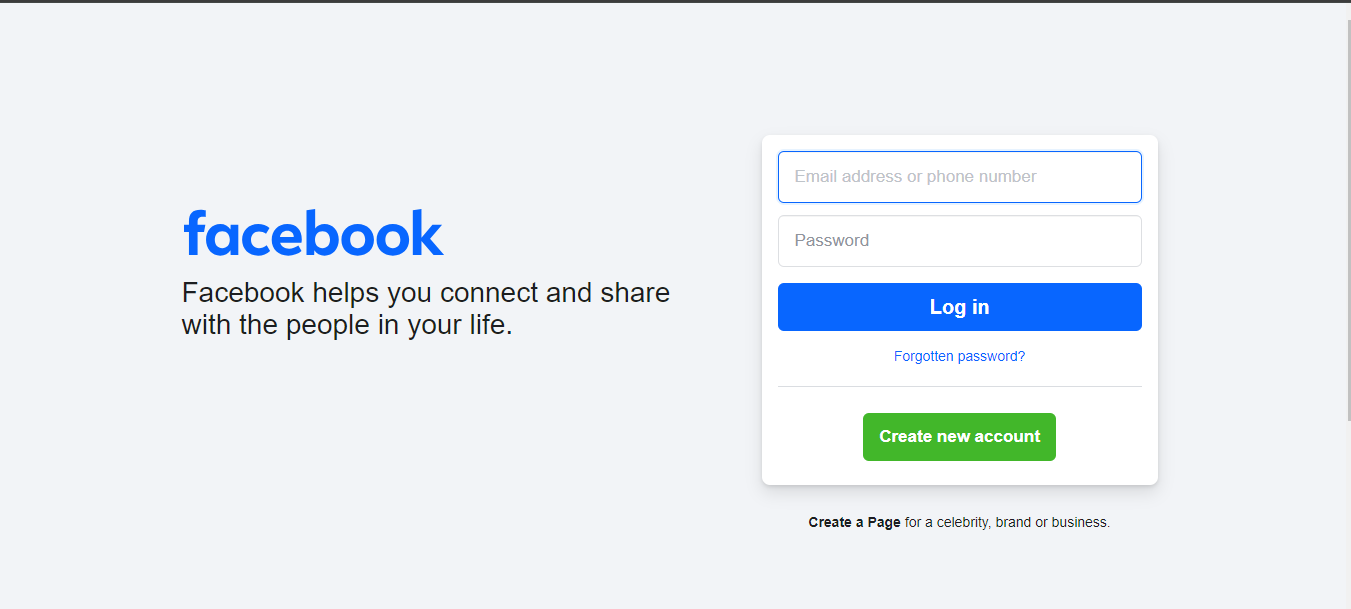 facebook
Facebook helps you connect and share
with the people in your life.
Email address or phone number
Password
Log in
Forgotten password?
Create new account
Create a Page for a celebrity, brand or business.